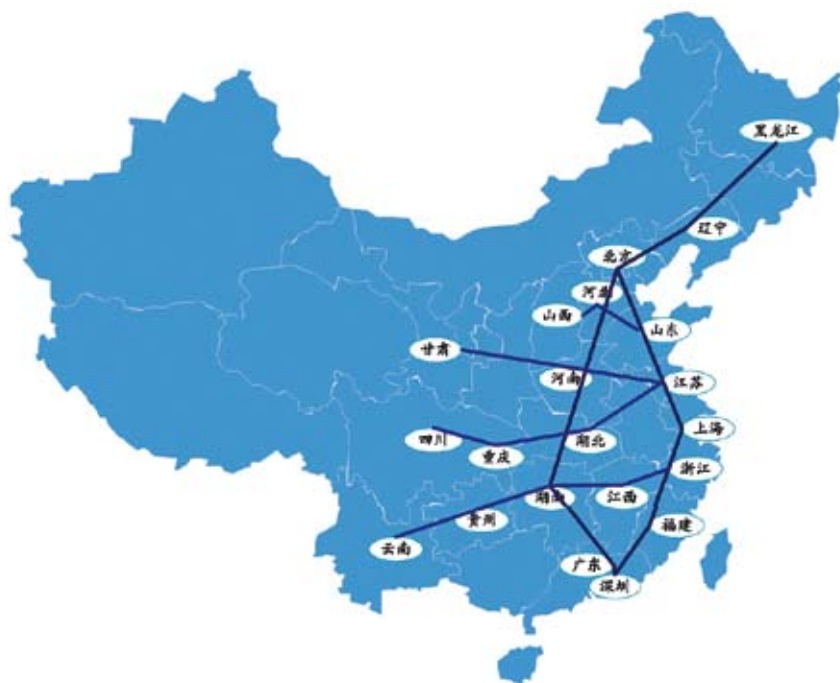 黑龙江
辽宁
北京
河北
山西
山东
甘肃
河南
江苏
四川
湖北
上海
重庆
浙江
湖南
江西
贵州
福建
云南
广东
深圳